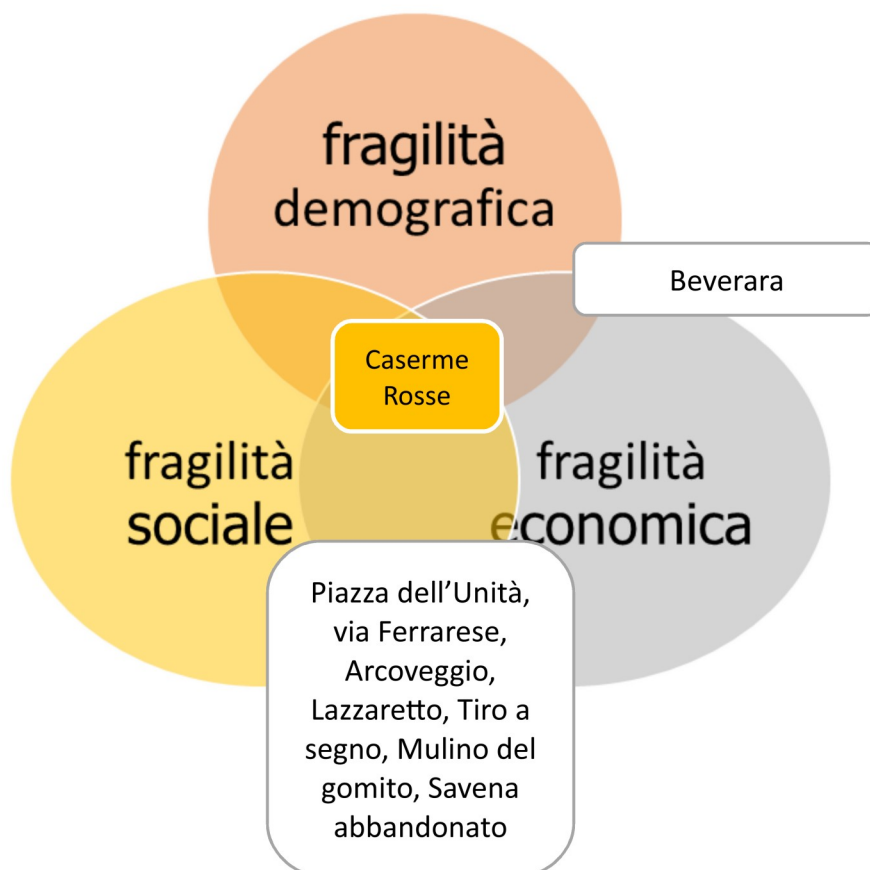 fragilità
demografica
Beverara
Caserme
Rosse
fragilità
sociale
fragilità
economica
Piazza dell’Unità,
via Ferrarese,
Arcoveggio,
Lazzaretto, Tiro a
segno, Mulino del
gomito, Savena
abbandonato